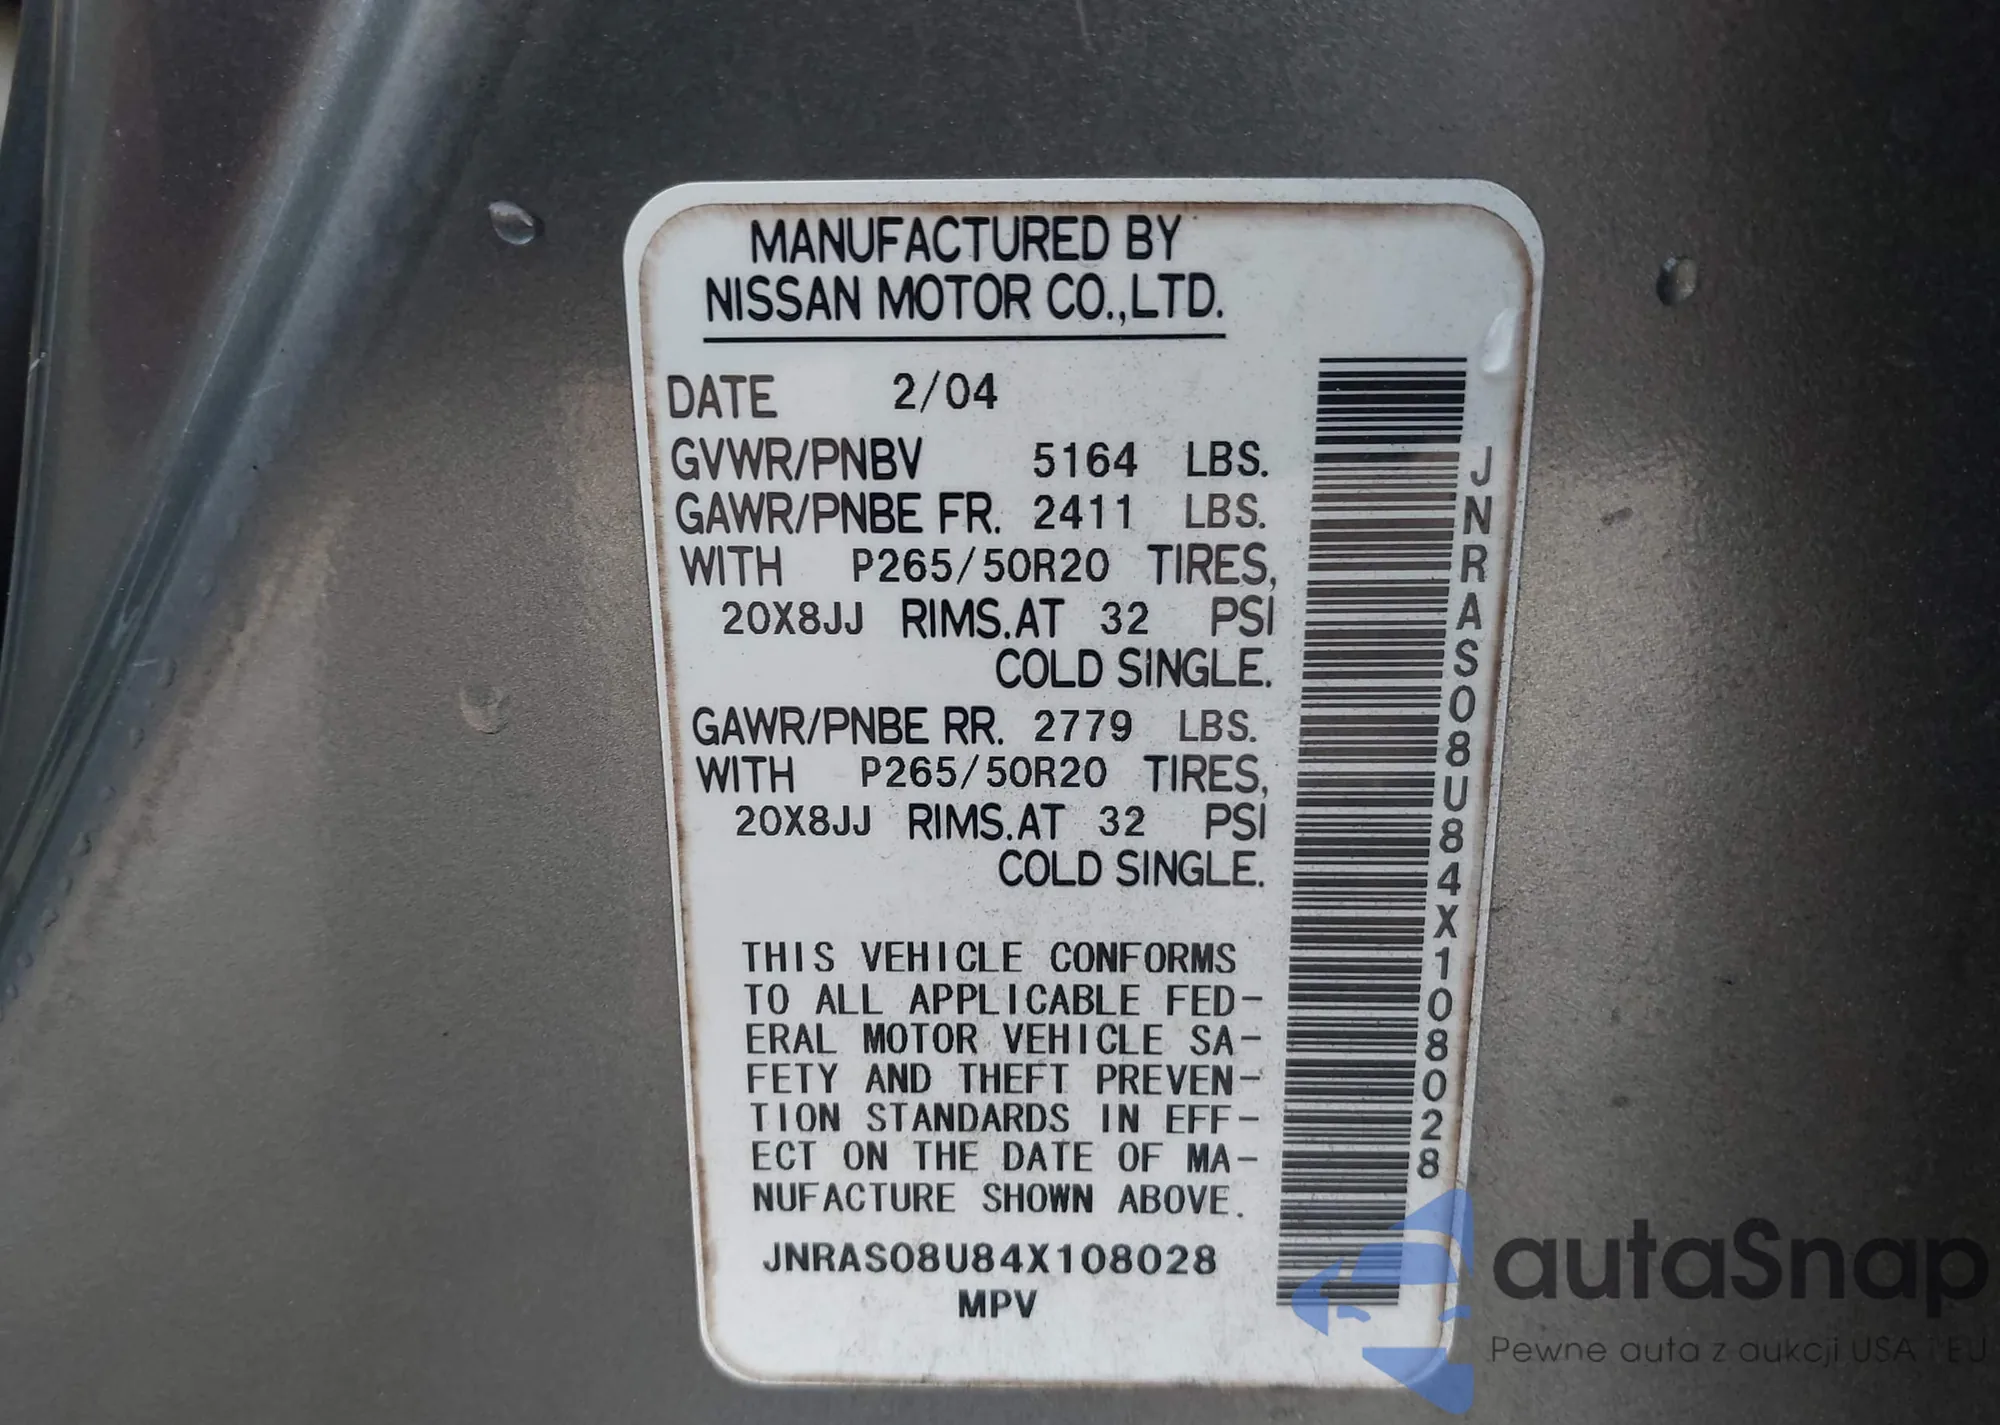 MANUFACTURED BY
NISSAN MOTOR CO.,LTD.
DATE 2/04
GVWR/PNBV 5164 LBS.
GAWR/PNBE FR. 2411 LBS.
WITH P265/50R20 TIRES,
20X8JJ RIMS.AT 32 PSI
COLD SINGLE.
GAWR/PNBE RR. 2779 LBS.
WITH P265/50R20 TIRES,
20X8JJ RIMS.AT 32 PSI
COLD SINGLE.
THIS VEHICLE CONFORMS
TO ALL APPLICABLE FED-
ERAL MOTOR VEHICLE SA-
FETY AND THEFT PREVEN-
TION STANDARDS IN EFF-
ECT ON THE DATE OF MA-
NUFACTURE SHOWN ABOVE.
JNRAS08U84X108028
MPV
JNRAS08U84X108028
autaSnap
Pewne auta z aukcji USA i EU